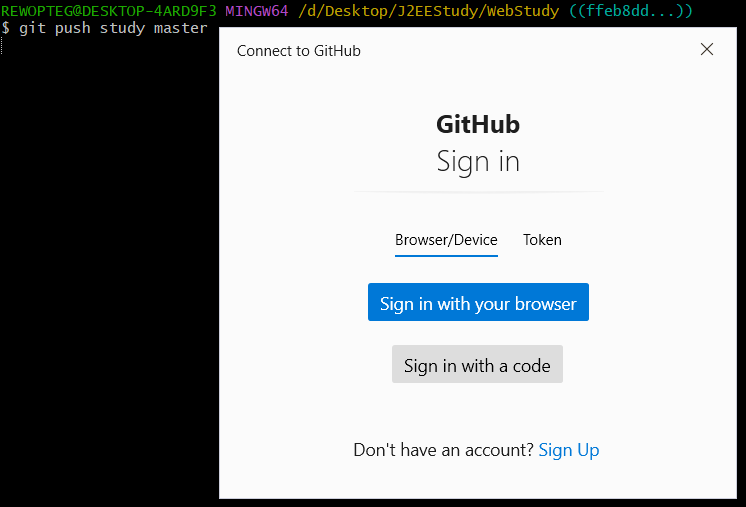 REWOPTEG@DESKTOP-4ARD9F3 MINGW64 /d/Desktop/J2EEStudy/WebStudy ((ffeb8dd...))
$ git push study master
Connect to GitHub
GitHub
Sign in
Browser/Device Token
Sign in with your browser
Sign in with a code
Don't have an account? Sign Up